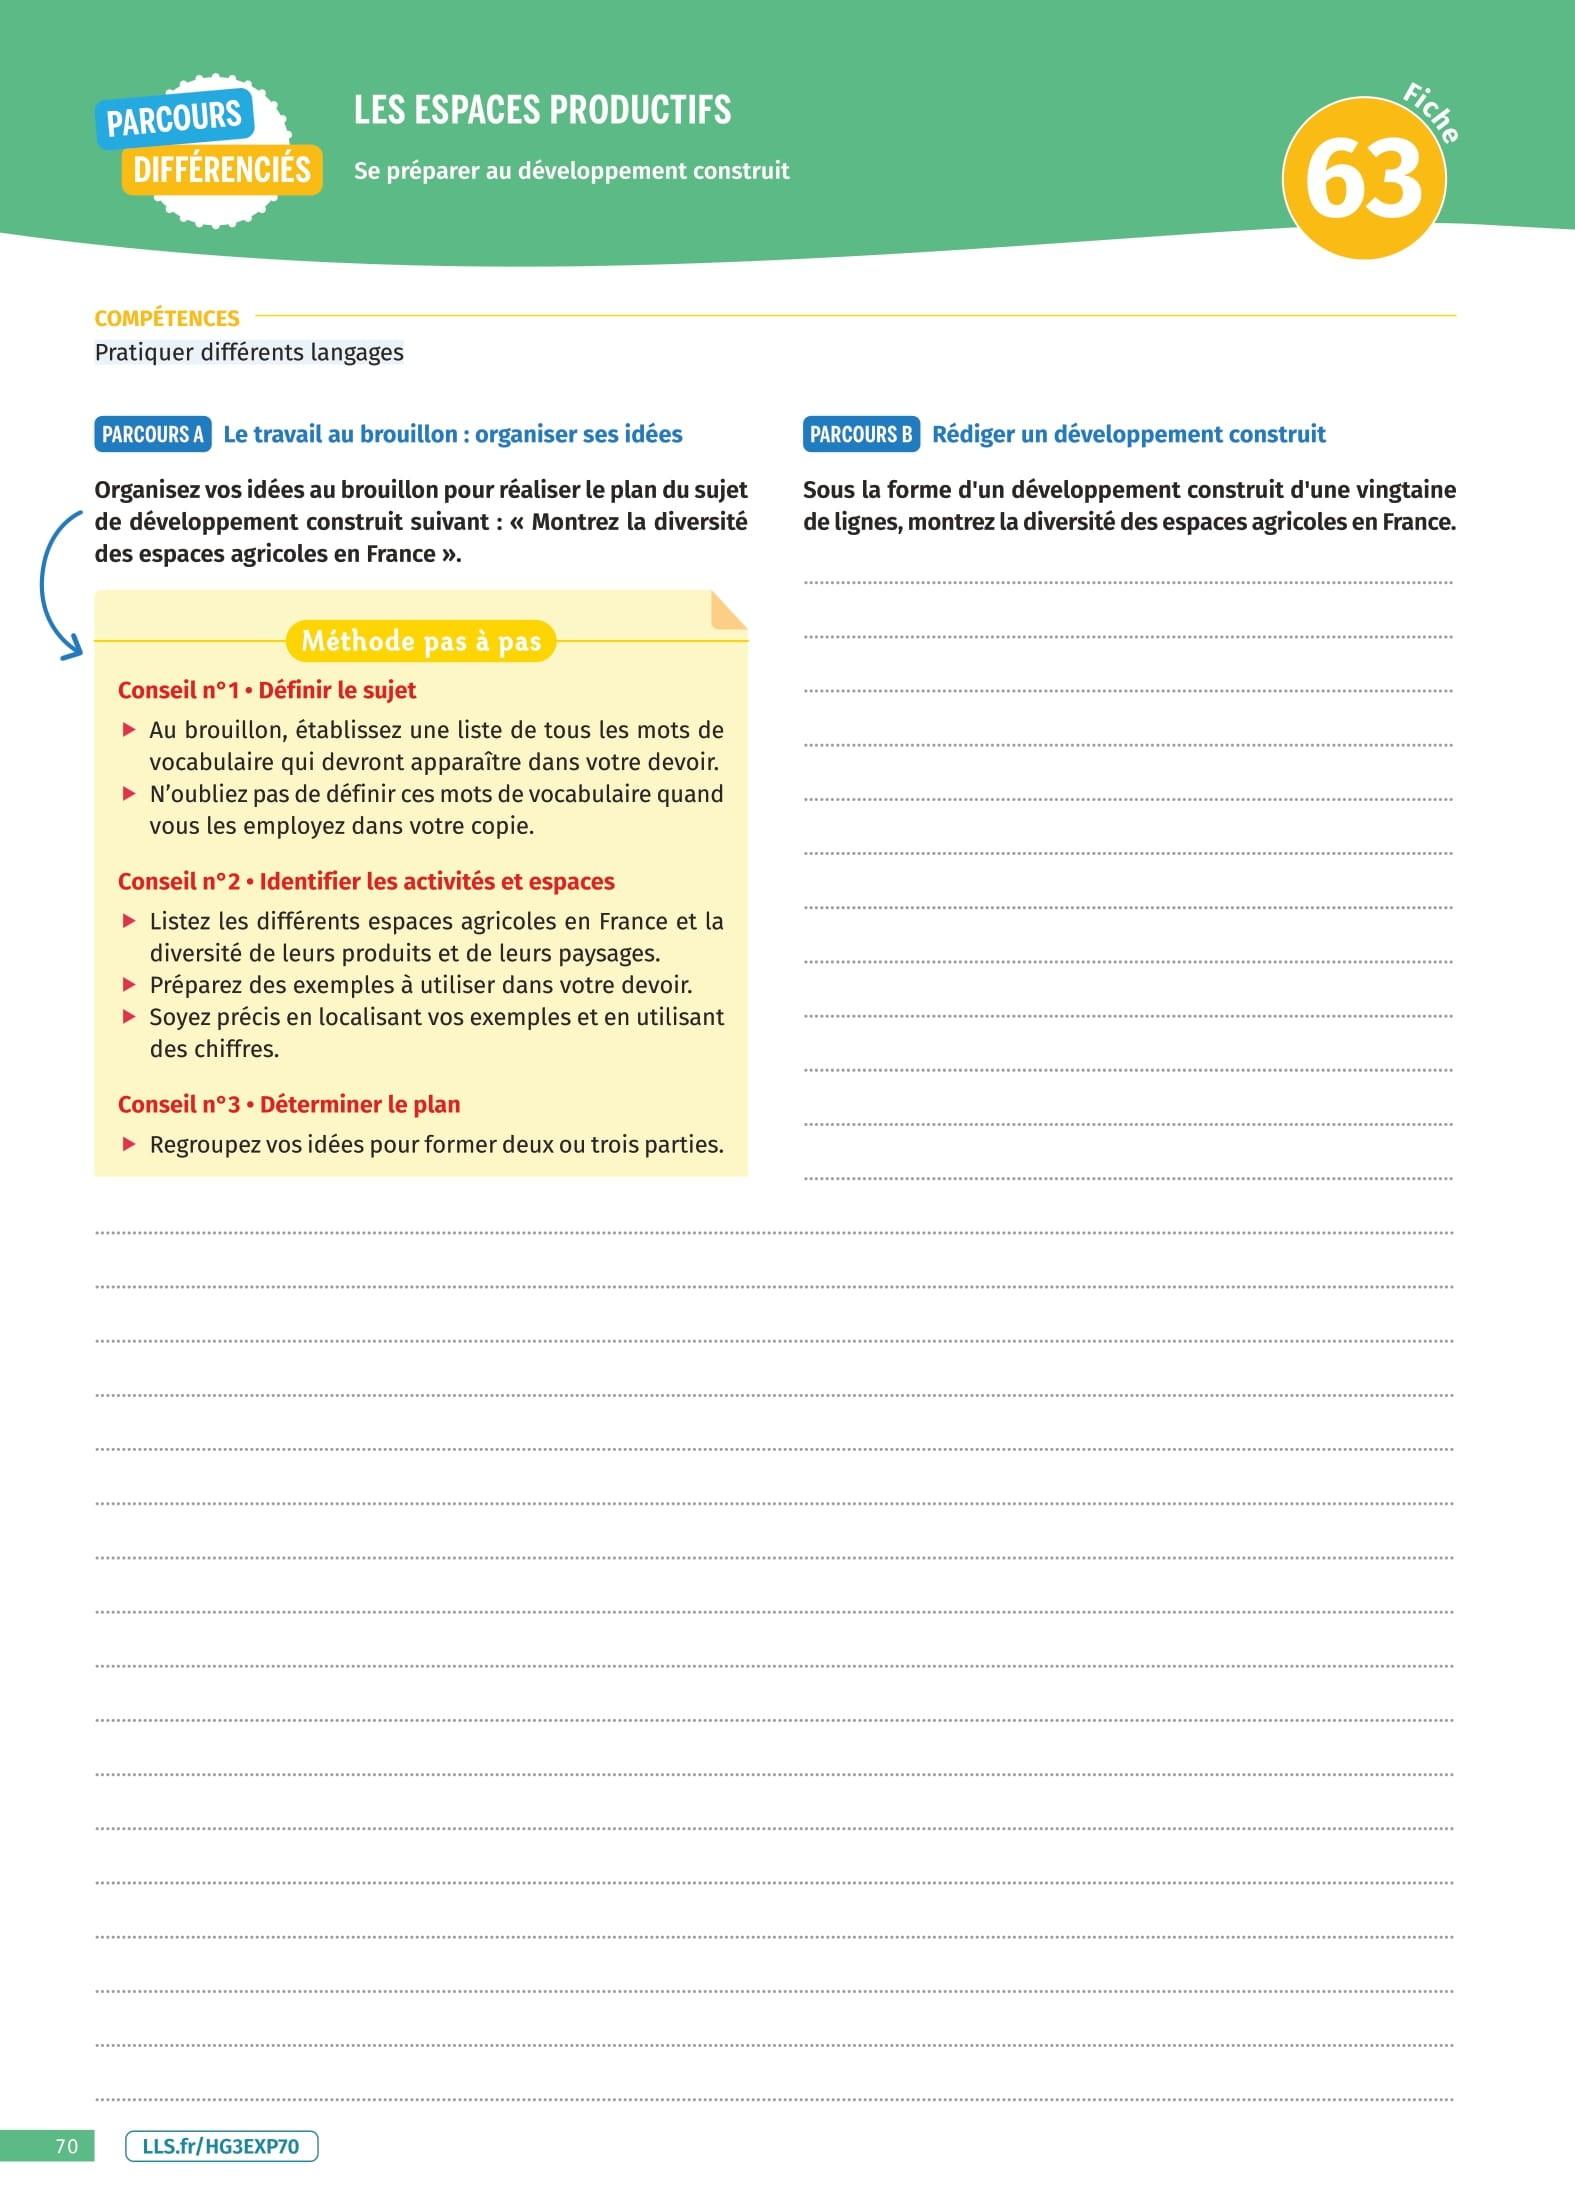 PARCOURS
DIFFÉRENCIÉS
LES ESPACES PRODUCTIFS
Se préparer au développement construit
Fiche
63
COMPÉTENCES
Pratiquer différents langages
PARCOURS A Le travail au brouillon : organiser ses idées
Organisez vos idées au brouillon pour réaliser le plan du sujet
de développement construit suivant : « Montrez la diversité
des espaces agricoles en France ».
Méthode pas à pas
Conseil n°1 • Définir le sujet
▶ Au brouillon, établissez une liste de tous les mots de
vocabulaire qui devront apparaître dans votre devoir.
▶ N’oubliez pas de définir ces mots de vocabulaire quand
vous les employez dans votre copie.
Conseil n°2 • Identifier les activités et espaces
▶ Listez les différents espaces agricoles en France et la
diversité de leurs produits et de leurs paysages.
▶ Préparez des exemples à utiliser dans votre devoir.
▶ Soyez précis en localisant vos exemples et en utilisant
des chiffres.
Conseil n°3 • Déterminer le plan
▶ Regroupez vos idées pour former deux ou trois parties.
PARCOURS B Rédiger un développement construit
Sous la forme d'un développement construit d'une vingtaine
de lignes, montrez la diversité des espaces agricoles en France.
70
LLS.fr/HG3EXP70